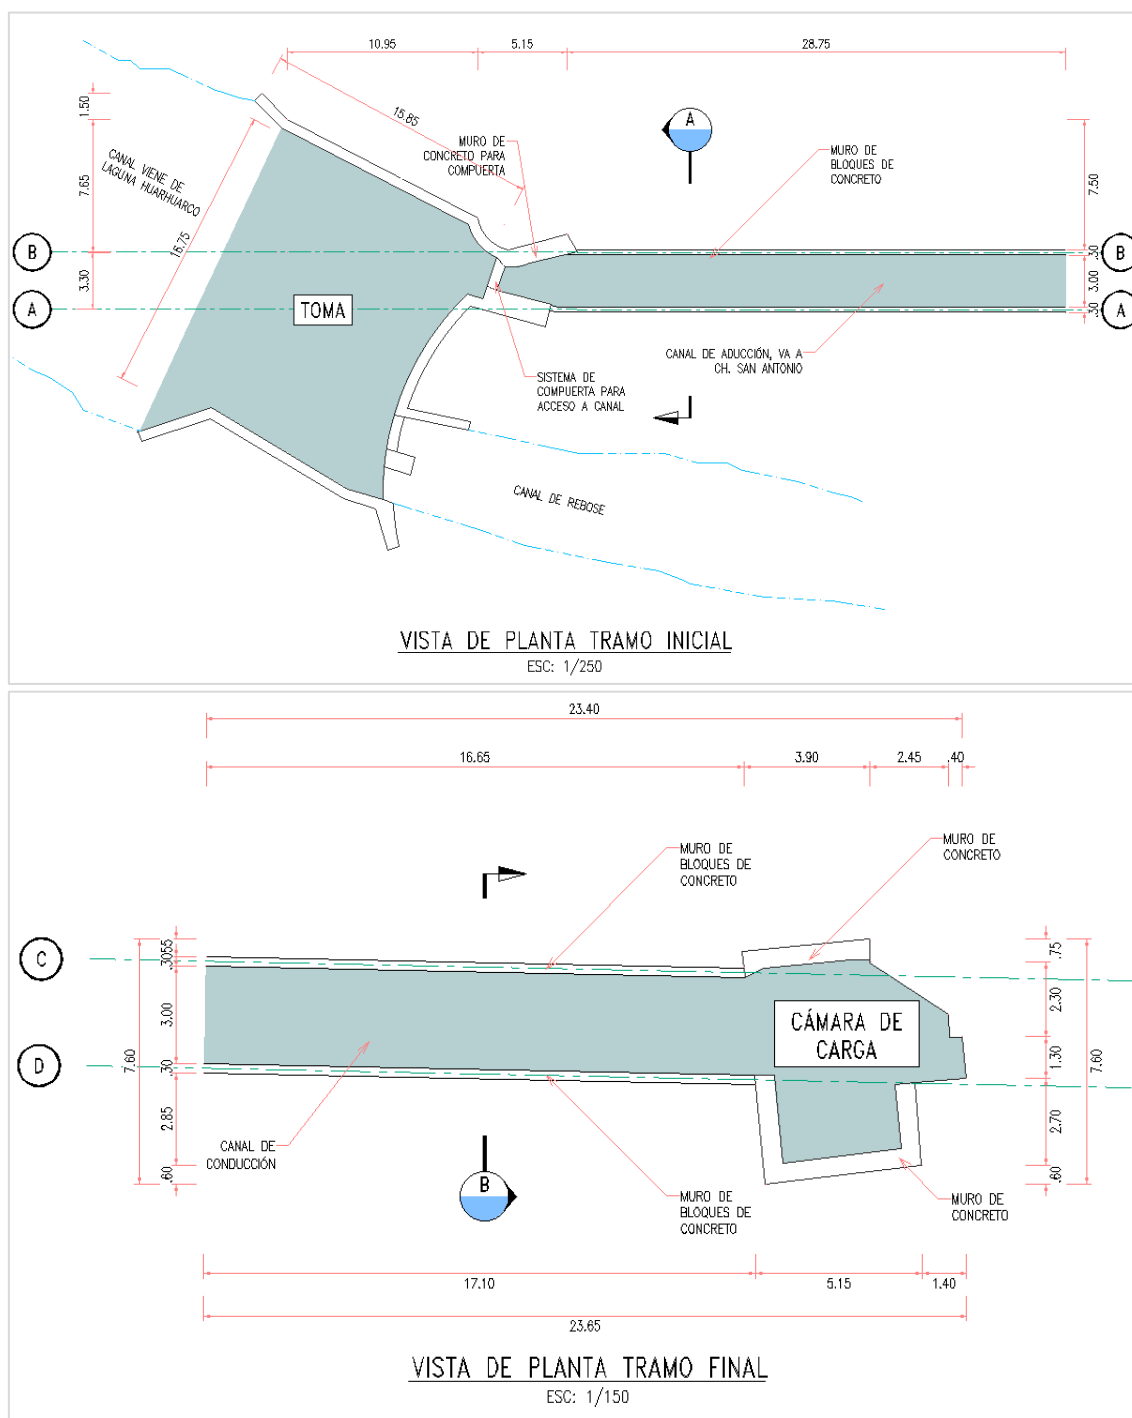 10.95
5.15
28.75
1.50
15.85
A
MURO DE
CONCRETO PARA
COMPUERTA
MURO DE
BLOQUES DE
CONCRETO
CANAL VIENE DE
LAGUNA HUARHUARCO
7.65
7.50
16.75
B
.30
B
3.30
3.00
TOMA
A
.30
A
CANAL DE ADUCCIÓN, VA A
CH. SAN ANTONIO
SISTEMA DE
COMPUERTA PARA
ACCESO A CANAL
CANAL DE REBOSE
VISTA DE PLANTA TRAMO INICIAL
ESC: 1/250
23.40
16.65
3.90
2.45
.40
MURO DE
BLOQUES DE
CONCRETO
MURO DE
CONCRETO
C
.55
.30
.75
3.00
2.30
CÁMARA DE
CARGA
7.60
7.60
1.30
D
.30
2.85
2.70
CANAL DE
CONDUCCIÓN
.60
.60
B
MURO DE
BLOQUES DE
CONCRETO
MURO DE
CONCRETO
17.10
5.15
1.40
23.65
VISTA DE PLANTA TRAMO FINAL
ESC: 1/150